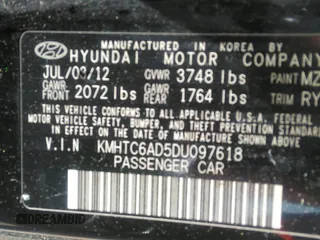 MANUFACTURED IN KOREA BY
HYUNDAI MOTOR COMPANY
JUL/03/12 GVWR 3748 lbs PAINT MZ
GAWR FRONT 2072 lbs GAWR REAR 1764 lbs TRIM RY
THIS VEHICLE CONFORMS TO ALL APPLICABLE U.S.A. FEDERAL
MOTOR VEHICLE SAFETY, BUMPER, AND THEFT PREVENTION
STANDARDS IN EFFECT ON THE DATE OF MANUFACTURE SHOWN ABOVE.
V.I.N KMHTC6AD5DU097618
PASSENGER CAR
DREAMBID